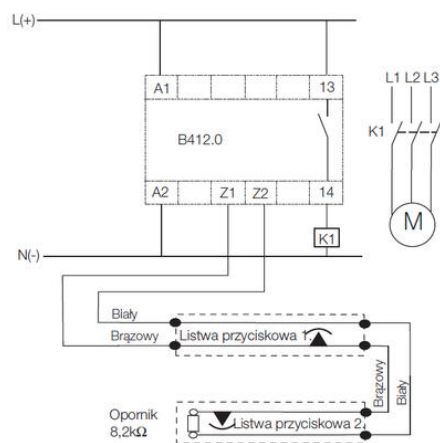 L(+)
A1
13
L1 L2 L3
B412.0
K1
A2
Z1
Z2
14
M
K1
N(-)
Biały
Brązowy
Listwa przyciskowa 1.
Brązowy
Biały
Opornik
8,2kΩ
Listwa przyciskowa 2.